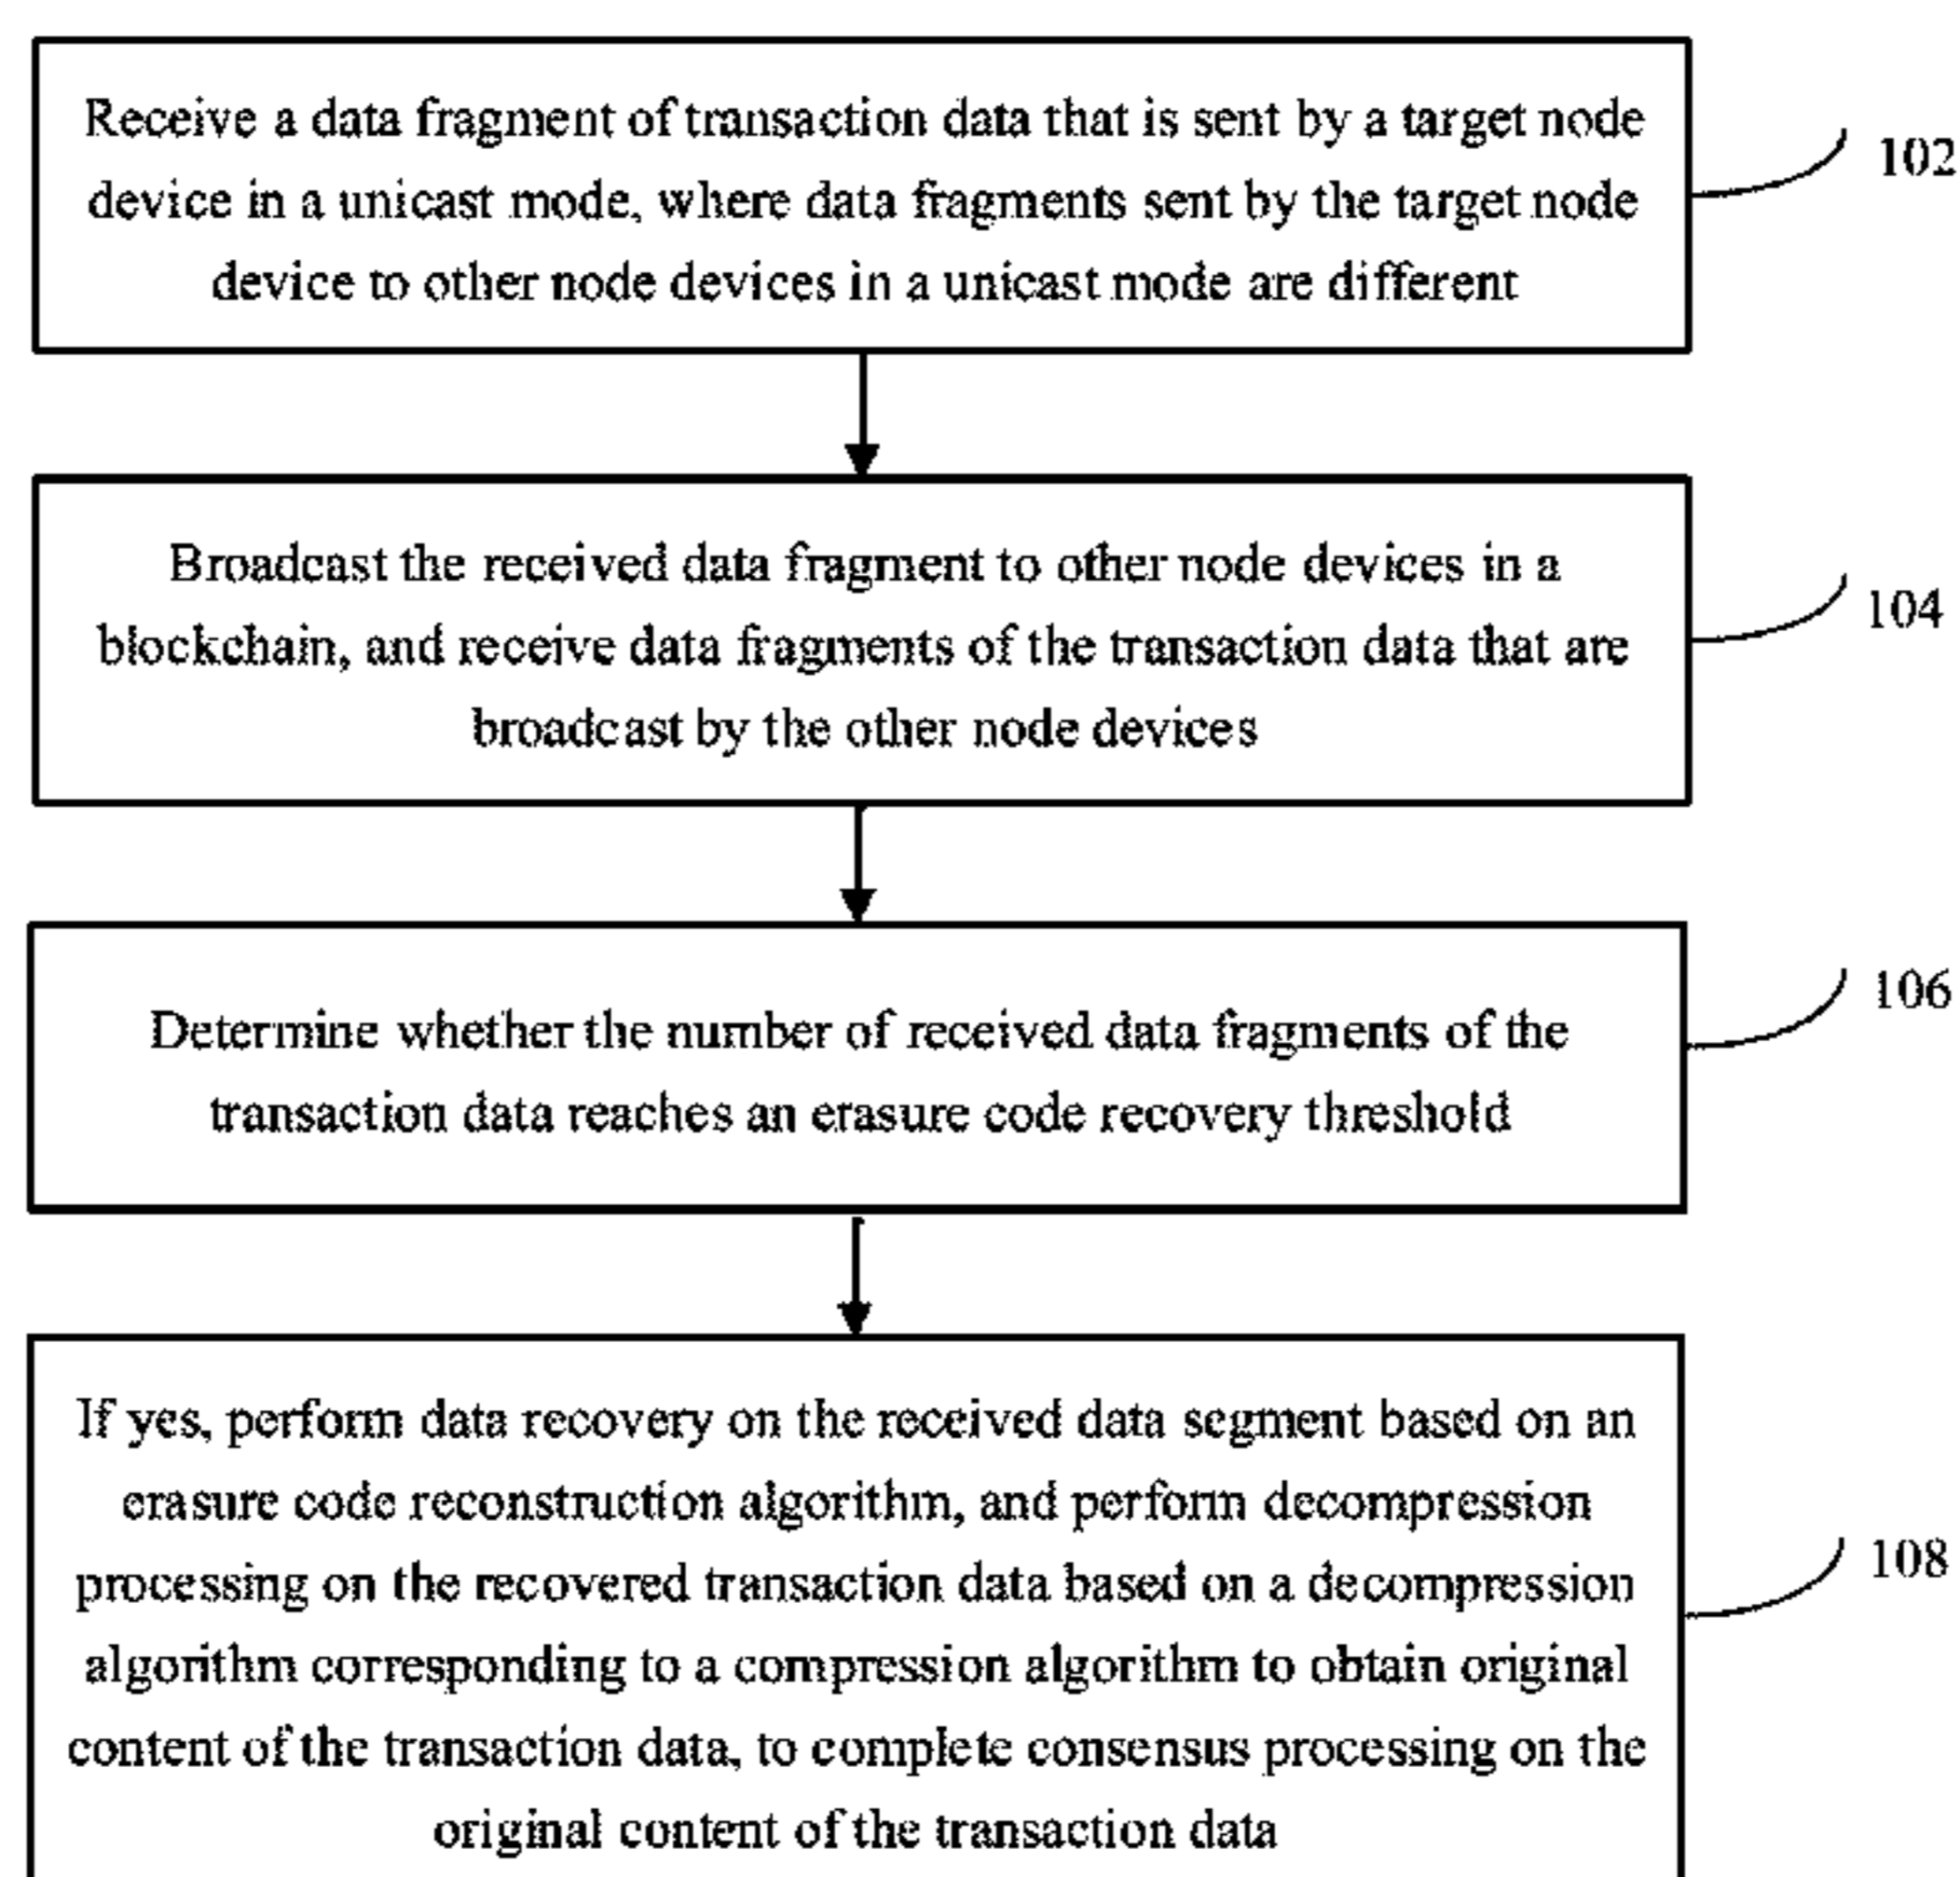 Receive a data fragment of transaction data that is sent by a target node
device in a unicast mode, where data fragments sent by the target node
device to other node devices in a unicast mode are different
102
Broadcast the received data fragment to other node devices in a
blockchain, and receive data fragments of the transaction data that are
broadcast by the other node devices
104
Determine whether the number of received data fragments of the
transaction data reaches an erasure code recovery threshold
106
If yes, perform data recovery on the received data segment based on an
erasure code reconstruction algorithm, and perform decompression
processing on the recovered transaction data based on a decompression
algorithm corresponding to a compression algorithm to obtain original
content of the transaction data, to complete consensus processing on the
original content of the transaction data
108